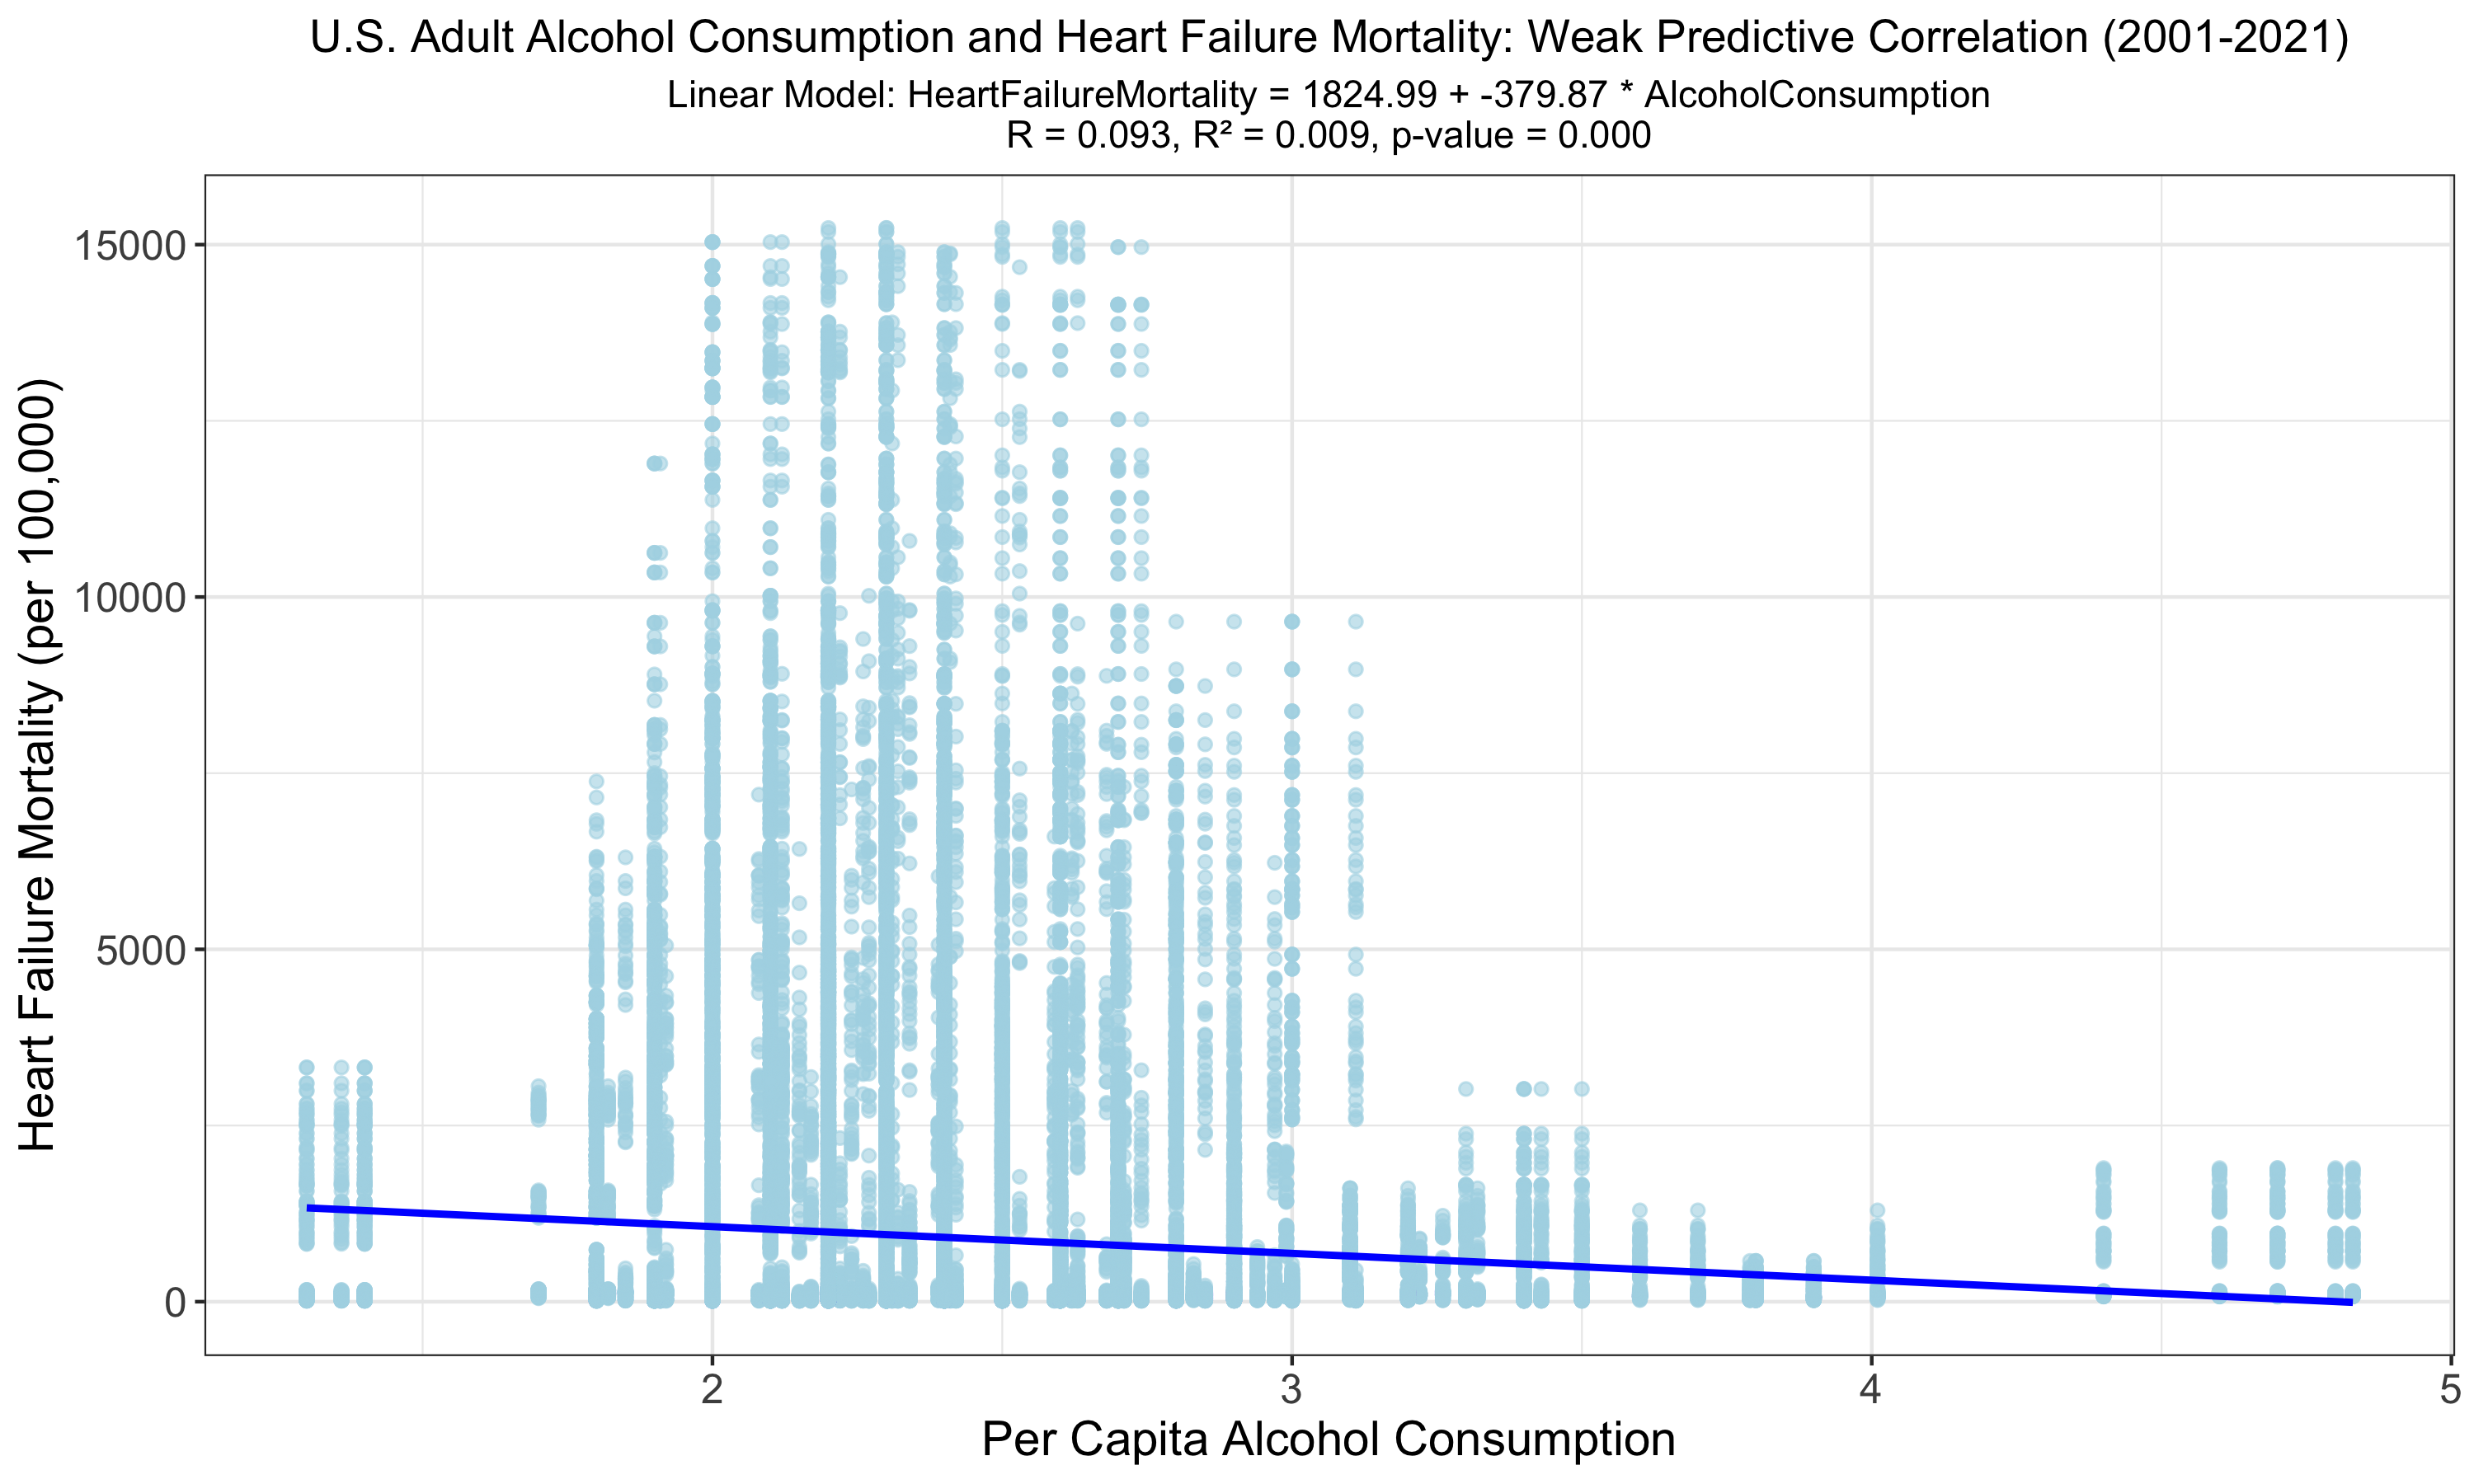 U.S. Adult Alcohol Consumption and Heart Failure Mortality: Weak Predictive Correlation (2001-2021)
Linear Model: HeartFailureMortality = 1824.99 + -379.87 * AlcoholConsumption
R = 0.093, R² = 0.009, p-value = 0.000
Heart Failure Mortality (per 100,000)
15000
10000
5000
0
2
3
4
5
Per Capita Alcohol Consumption